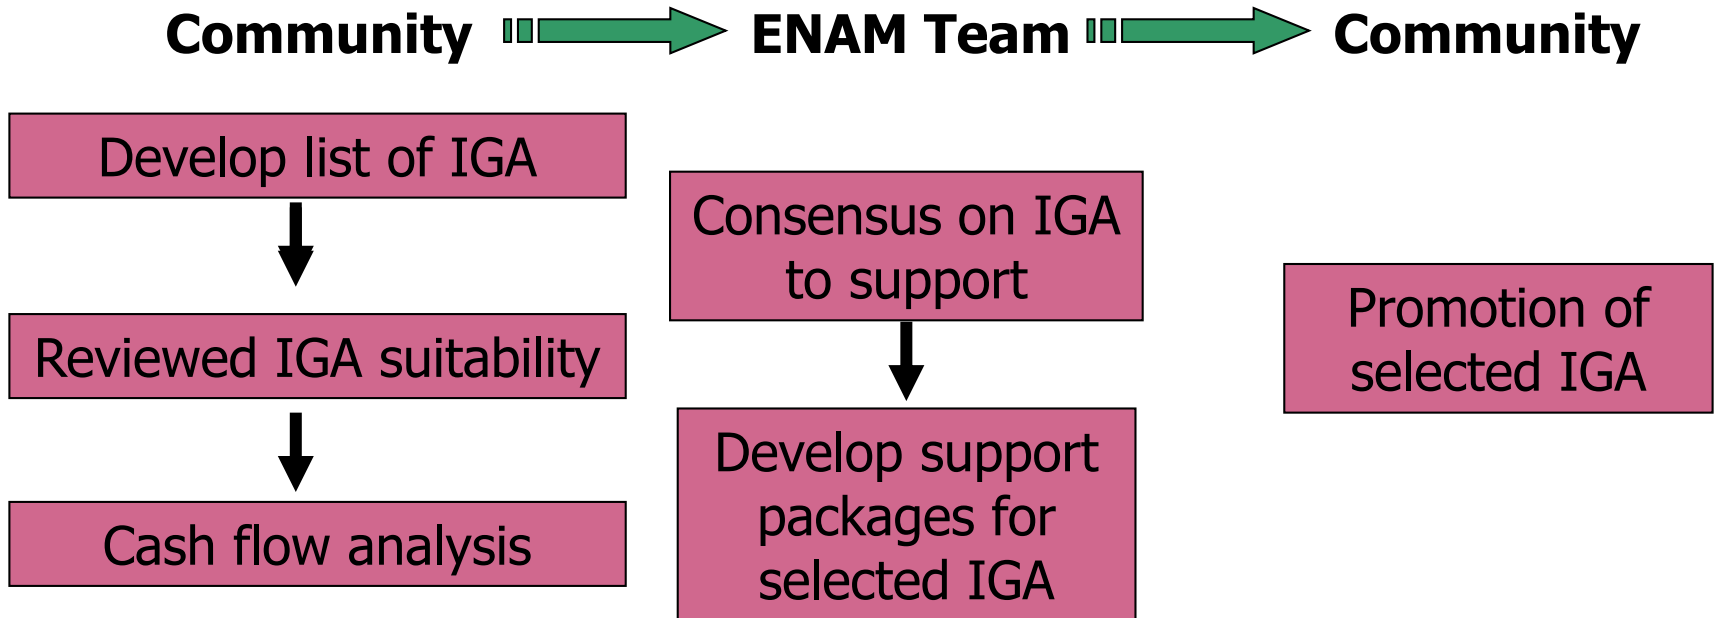 Community
ENAM Team
Community
Develop list of IGA
Reviewed IGA suitability
Cash flow analysis
Consensus on IGA
to support
Develop support
packages for
selected IGA
Promotion of
selected IGA